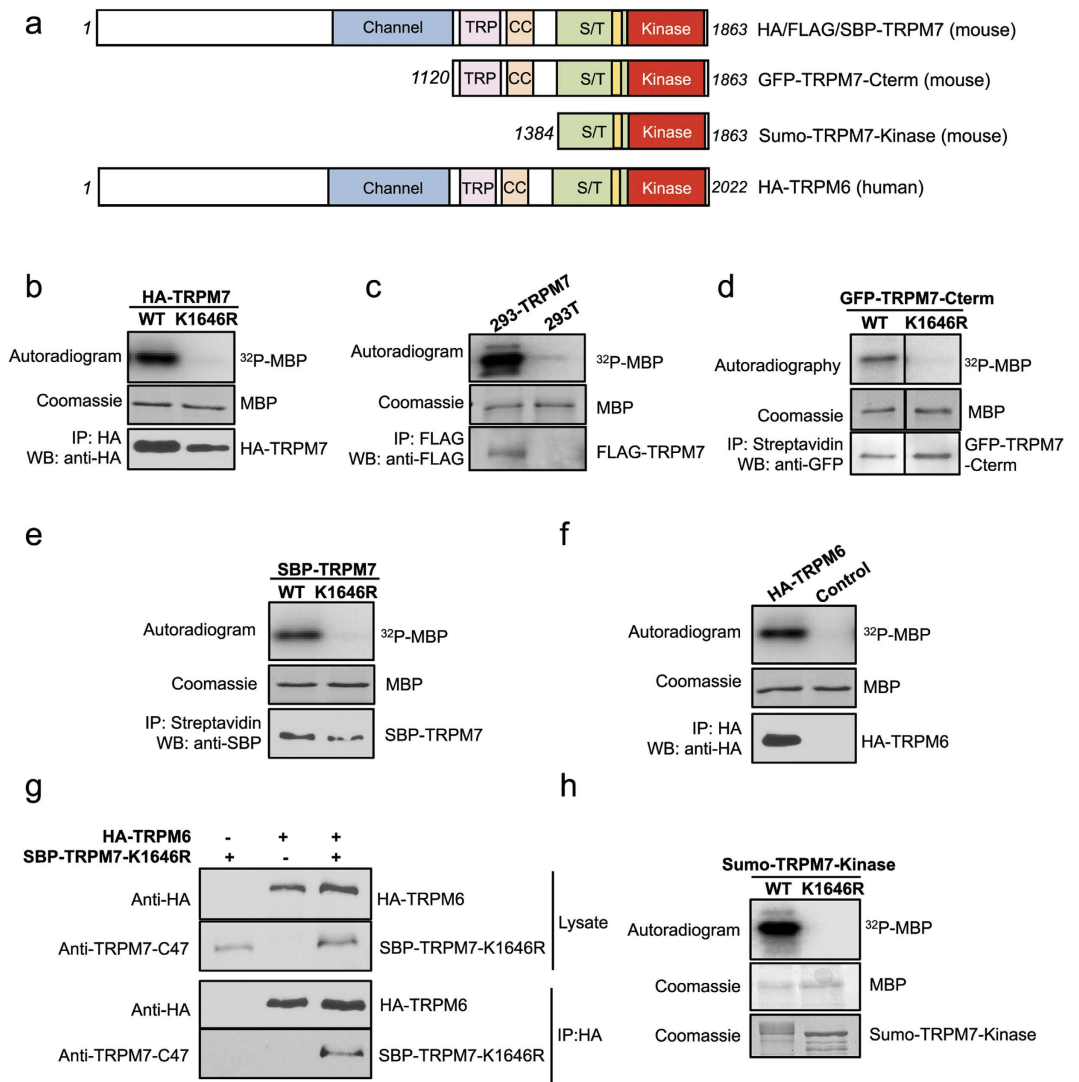 a
1 Channel TRP CC S/T Kinase 1863 HA/FLAG/SBP-TRPM7 (mouse)
1120 TRP CC S/T Kinase 1863 GFP-TRPM7-Cterm (mouse)
1384 S/T Kinase 1863 Sumo-TRPM7-Kinase (mouse)
1 Channel TRP CC S/T Kinase 2022 HA-TRPM6 (human)
b
HA-TRPM7
WT K1646R
Autoradiogram 32P-MBP
Coomassie MBP
IP: HA
WB: anti-HA
HA-TRPM7
c
293-TRPM7 293T
Autoradiogram 32P-MBP
Coomassie MBP
IP: FLAG
WB: anti-FLAG
FLAG-TRPM7
d
GFP-TRPM7-Cterm
WT K1646R
Autoradiography 32P-MBP
Coomassie MBP
IP: Streptavidin
WB: anti-GFP
GFP-TRPM7
-Cterm
e
SBP-TRPM7
WT K1646R
Autoradiogram 32P-MBP
Coomassie MBP
IP: Streptavidin
WB: anti-SBP
SBP-TRPM7
f
HA-TRPM6 Control
Autoradiogram 32P-MBP
Coomassie MBP
IP: HA
WB: anti-HA
HA-TRPM6
g
HA-TRPM6 - + +
SBP-TRPM7-K1646R + - +
Anti-HA HA-TRPM6
Anti-TRPM7-C47 SBP-TRPM7-K1646R
Lysate
Anti-HA HA-TRPM6
Anti-TRPM7-C47 SBP-TRPM7-K1646R
IP:HA
h
Sumo-TRPM7-Kinase
WT K1646R
Autoradiogram 32P-MBP
Coomassie MBP
Coomassie Sumo-TRPM7-Kinase